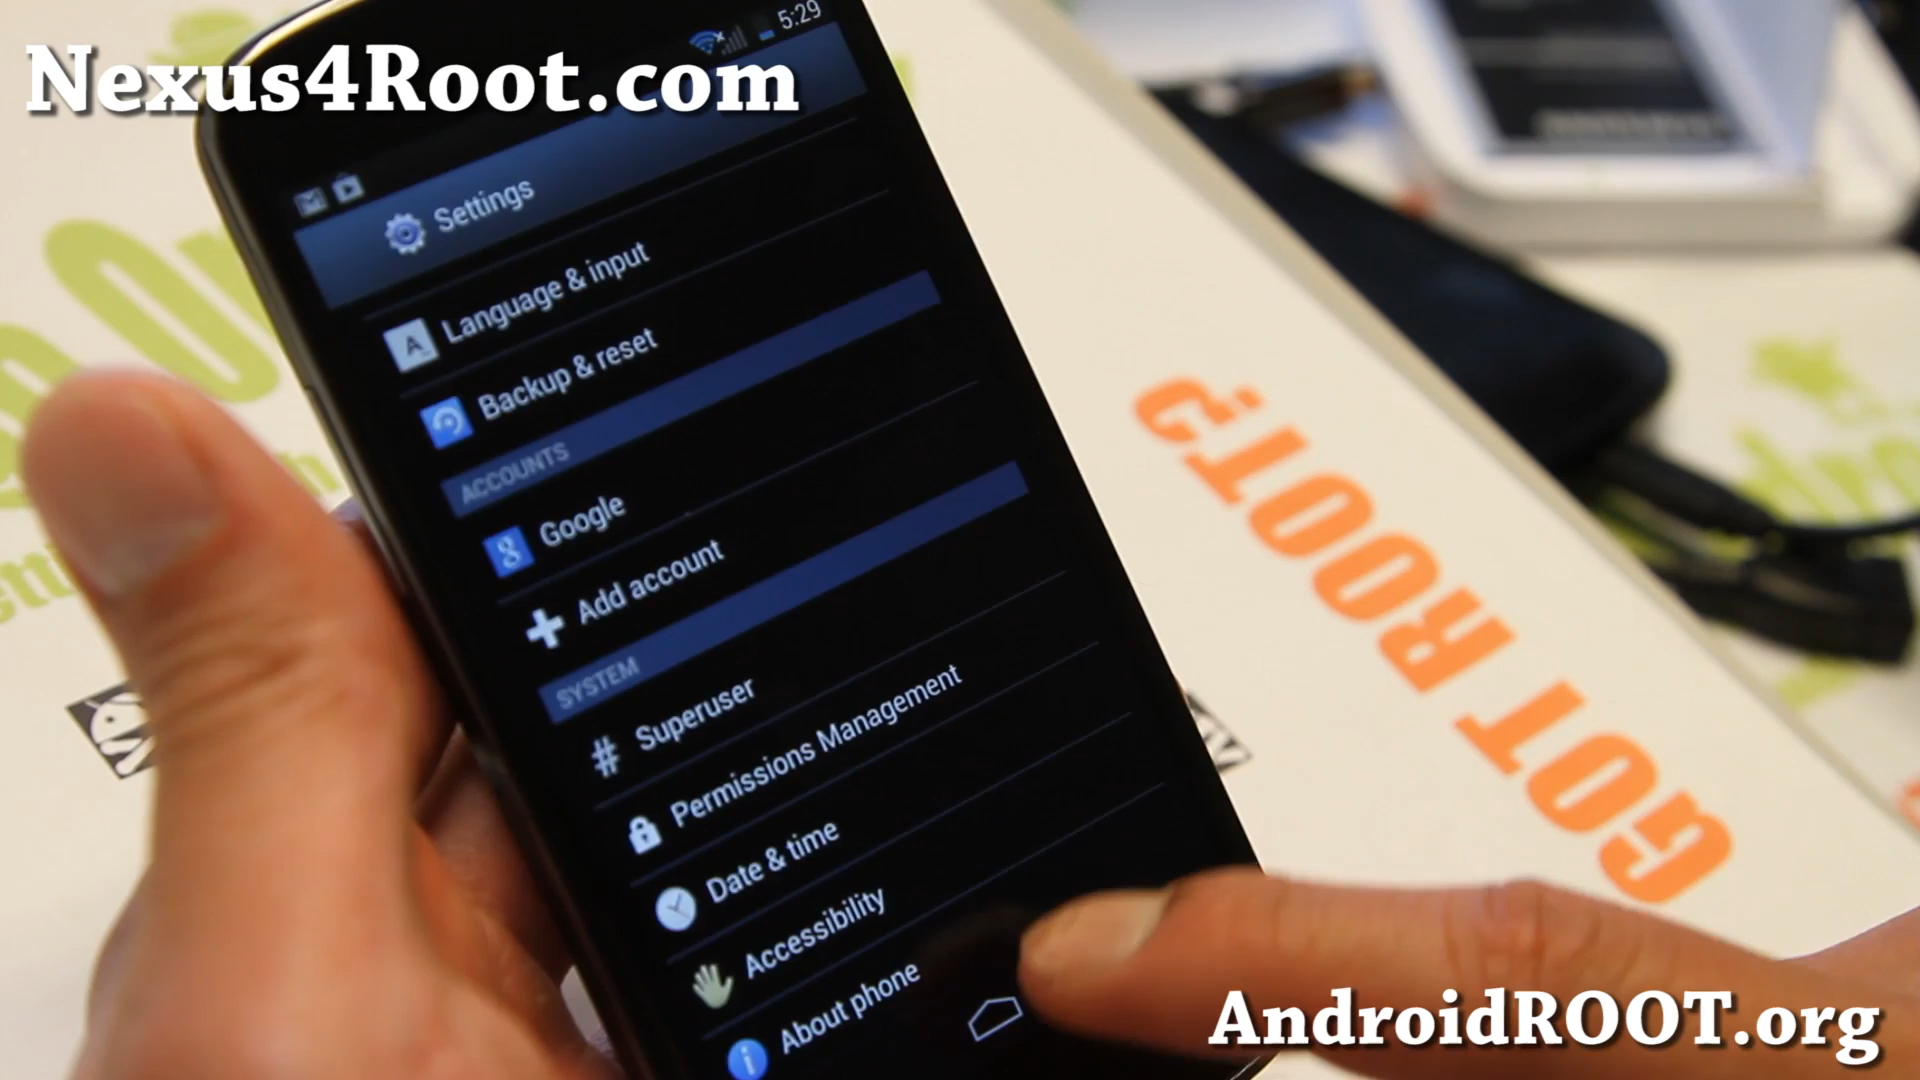 Nexus4Root.com
5:29
Settings
Language & input
Backup & reset
ACCOUNTS
Google
Add account
SYSTEM
Superuser
Permissions Management
Date & time
Accessibility
About phone
GOT ROOT?
AndroidROOT.org